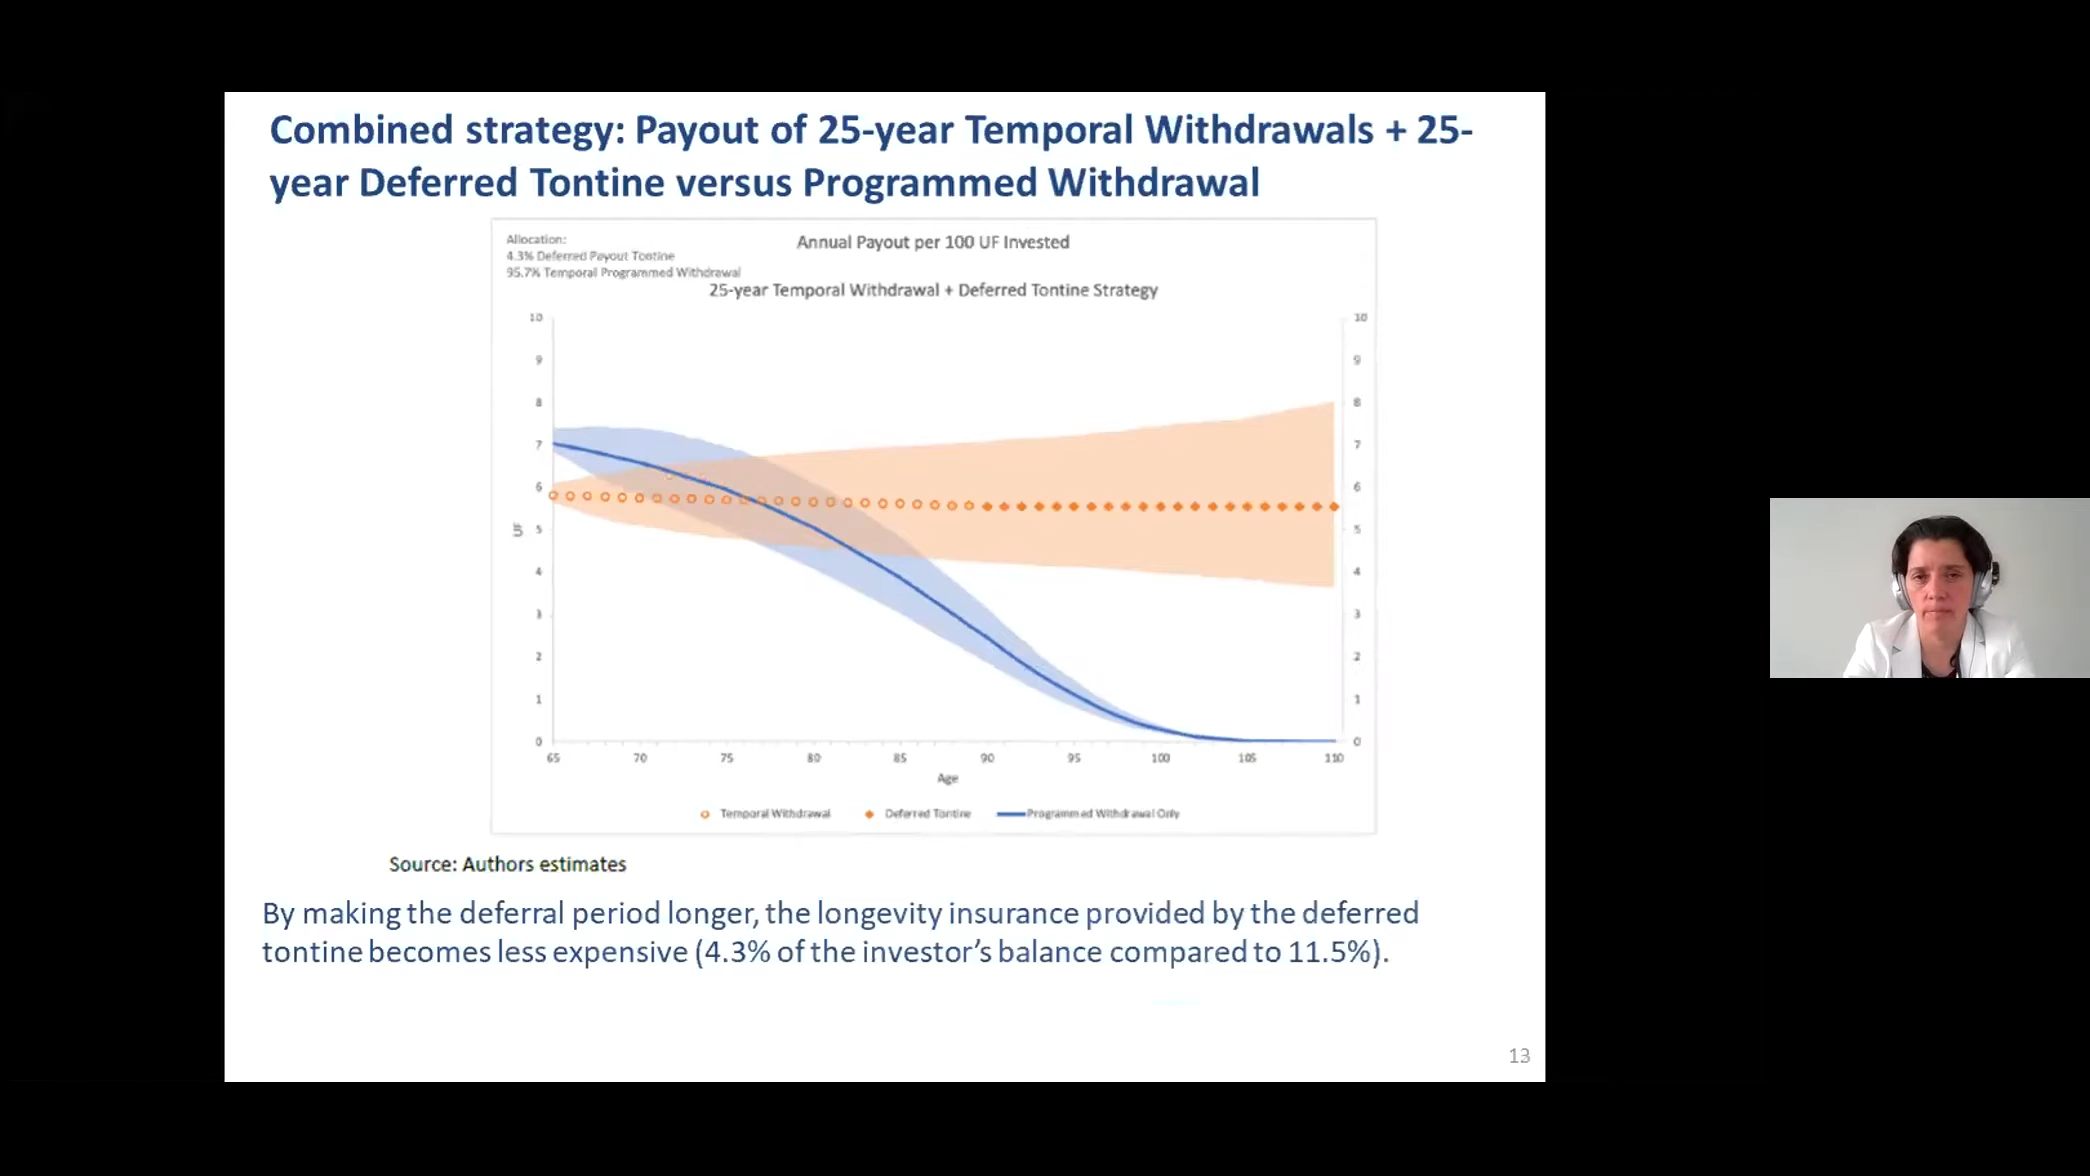 Combined strategy: Payout of 25-year Temporal Withdrawals + 25-
year Deferred Tontine versus Programmed Withdrawal
Allocation:
4.3% Deferred Payout Tontine
95.7% Temporal Programmed Withdrawal
Annual Payout per 100 UF Invested
25-year Temporal Withdrawal + Deferred Tontine Strategy
10 10
9 9
8 8
7 7
6 6
UF 5 5
4 4
3 3
2 2
1 1
0 0
65 70 75 80 85 90 95 100 105 110
Age
Temporal Withdrawal Deferred Tontine Programmed Withdrawal Only
Source: Authors estimates
By making the deferral period longer, the longevity insurance provided by the deferred
tontine becomes less expensive (4.3% of the investor’s balance compared to 11.5%).
13